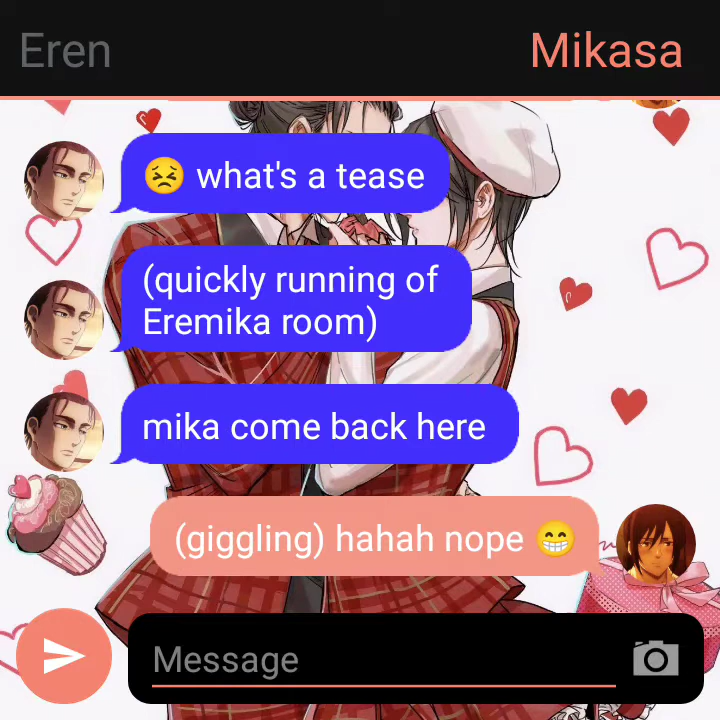 Eren
Mikasa
😣 what's a tease
(quickly running of
Eremika room)
mika come back here
(giggling) hahah nope 😁
Message